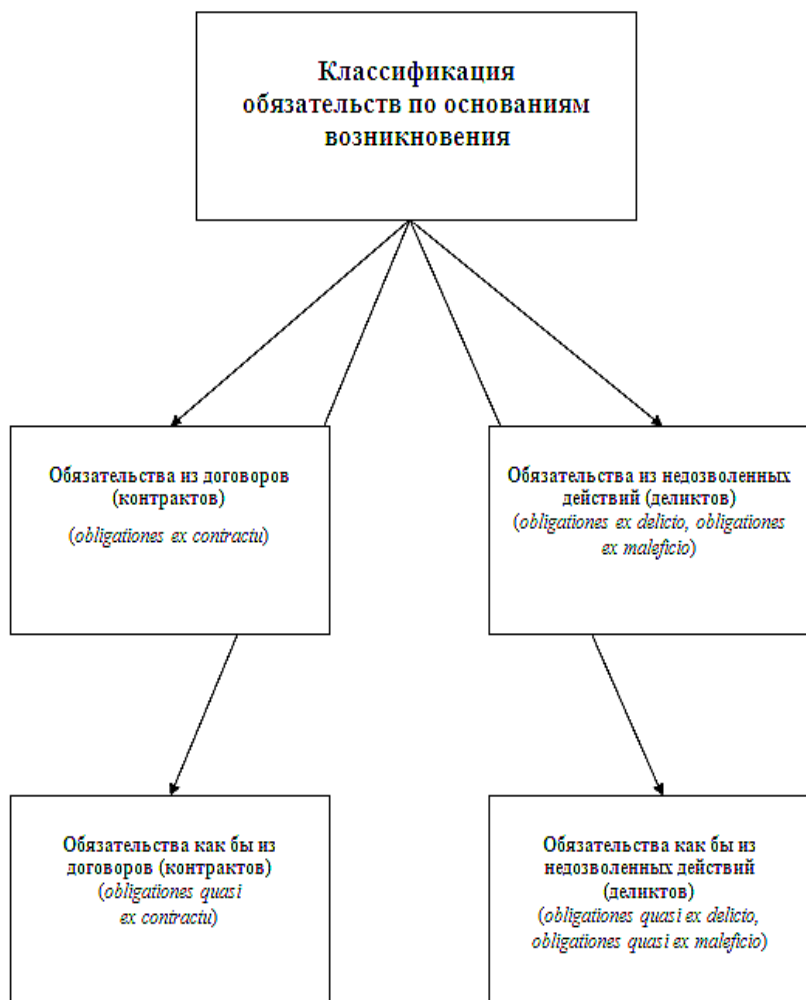 Классификация
обязательств по основаниям
возникновения
Обязательства из договоров
(контрактов)
(obligationes ex contractu)
Обязательства из недозволенных
действий (деликтов)
(obligationes ex delicto, obligationes
ex maleficio)
Обязательства как бы из
договоров (контрактов)
(obligationes quasi
ex contractu)
Обязательства как бы из
недозволенных действий
(деликтов)
(obligationes quasi ex delicto,
obligationes quasi ex maleficio)